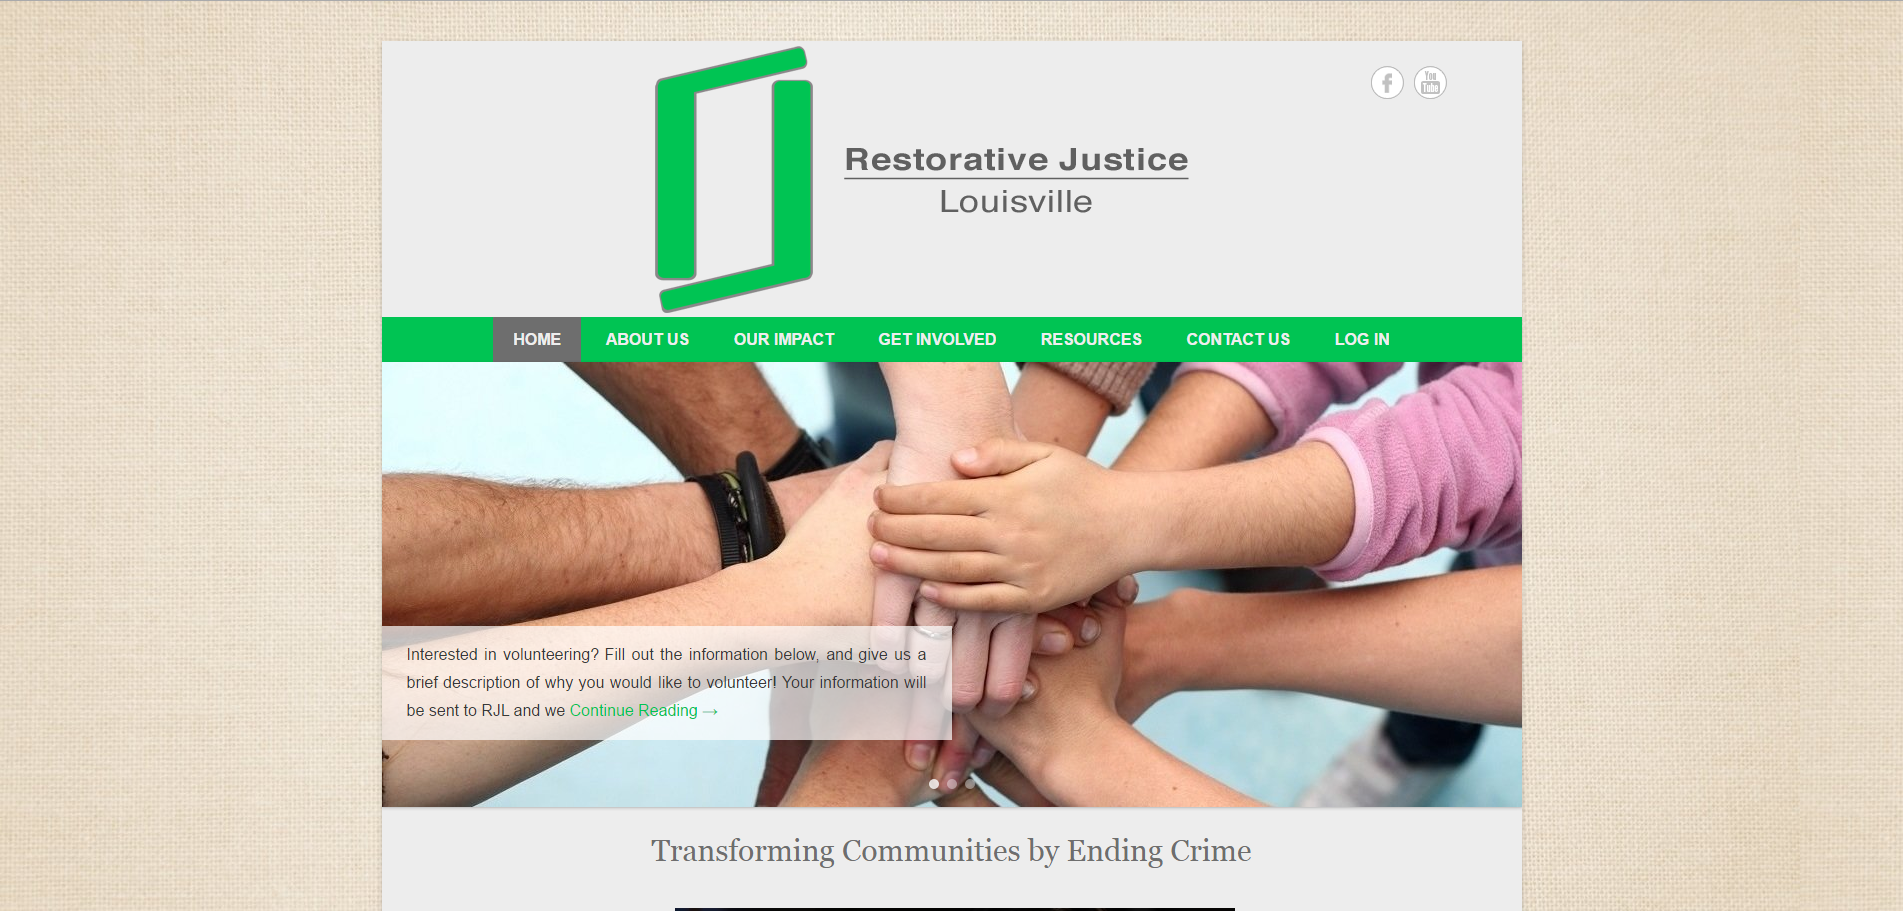 f
You
Tube
Restorative Justice
Louisville
HOME ABOUT US OUR IMPACT GET INVOLVED RESOURCES CONTACT US LOG IN
Interested in volunteering? Fill out the information below, and give us a
brief description of why you would like to volunteer! Your information will
be sent to RJL and we Continue Reading →
Transforming Communities by Ending Crime